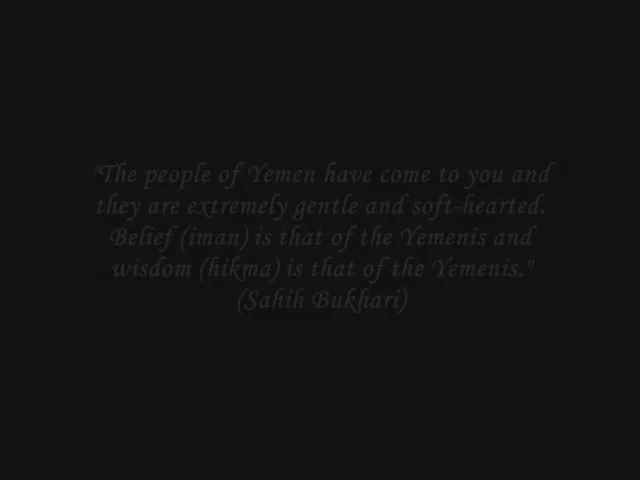 "The people of Yemen have come to you and
they are extremely gentle and soft-hearted.
Belief (iman) is that of the Yemenis and
wisdom (hikma) is that of the Yemenis."
(Sahih Bukhari)